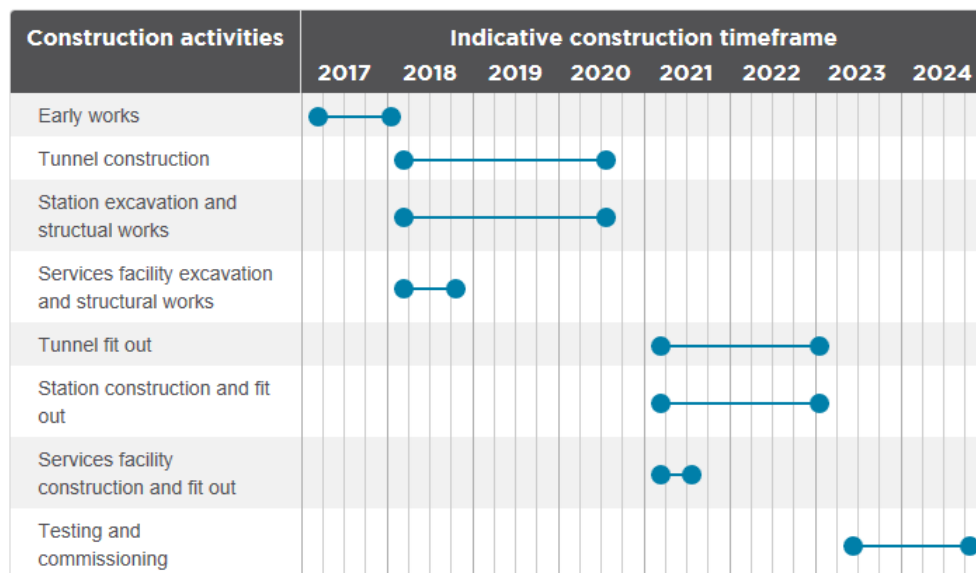 Construction activities
Indicative construction timeframe
2017 2018 2019 2020 2021 2022 2023 2024
Early works
Tunnel construction
Station excavation and
structual works
Services facility excavation
and structural works
Tunnel fit out
Station construction and fit
out
Services facility
construction and fit out
Testing and
commissioning